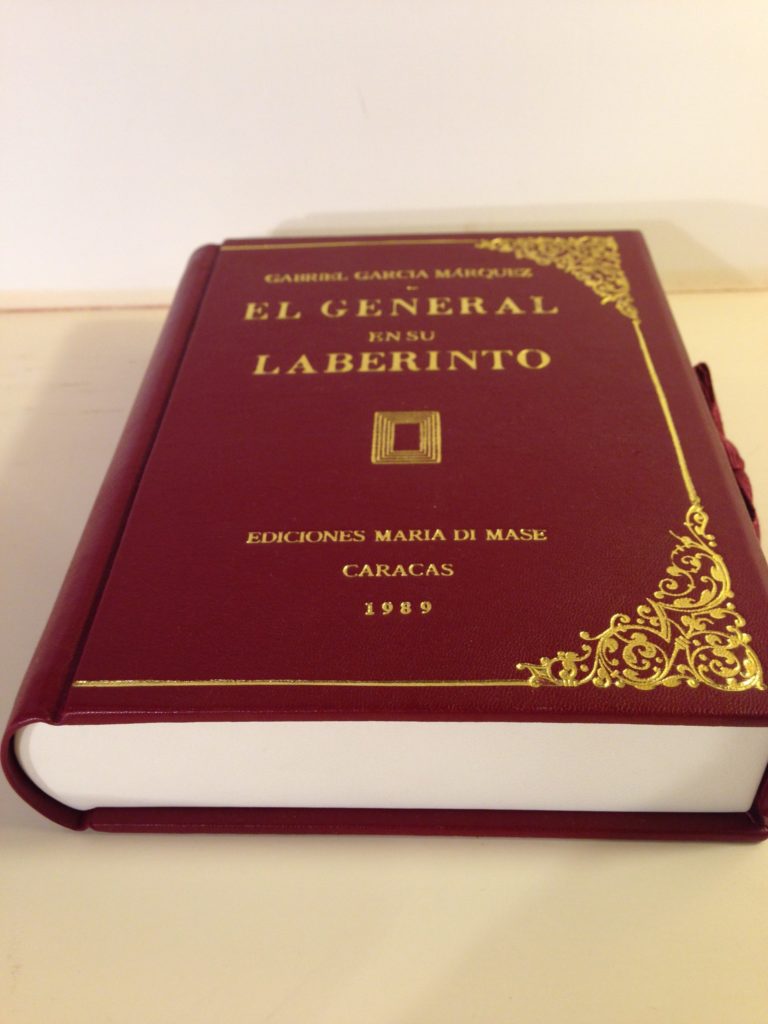 GABRIEL GARCIA MÁRQUEZ
EL GENERAL
EN SU
LABERINTO
EDICIONES MARIA DI MASE
CARACAS
1989